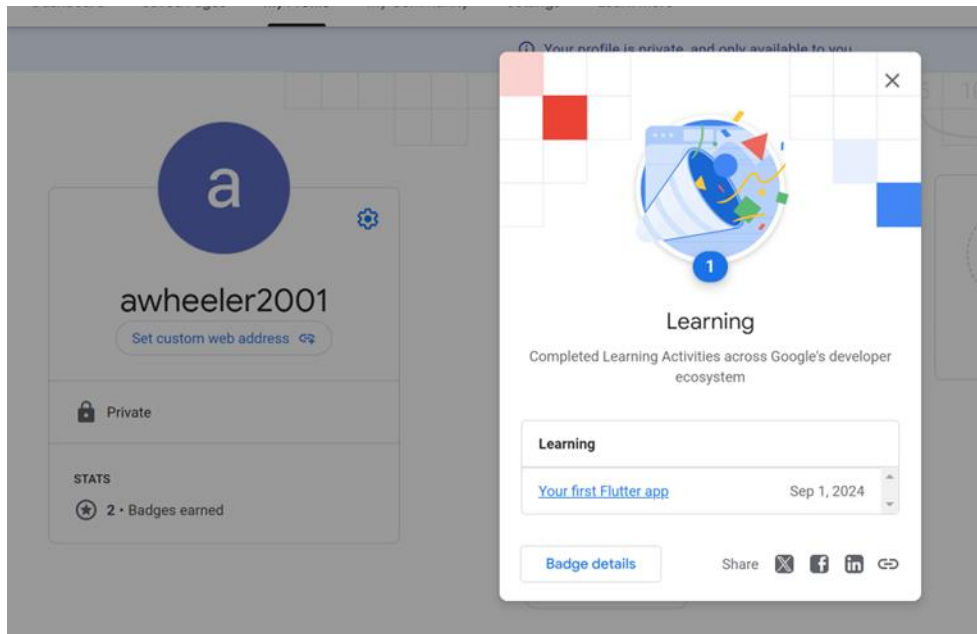 Your profile is private, and only available to you
a
awheeler2001
Set custom web address
Private
STATS
2 • Badges earned
1
Learning
Completed Learning Activities across Google's developer
ecosystem
Learning
Your first Flutter app Sep 1, 2024
Badge details Share